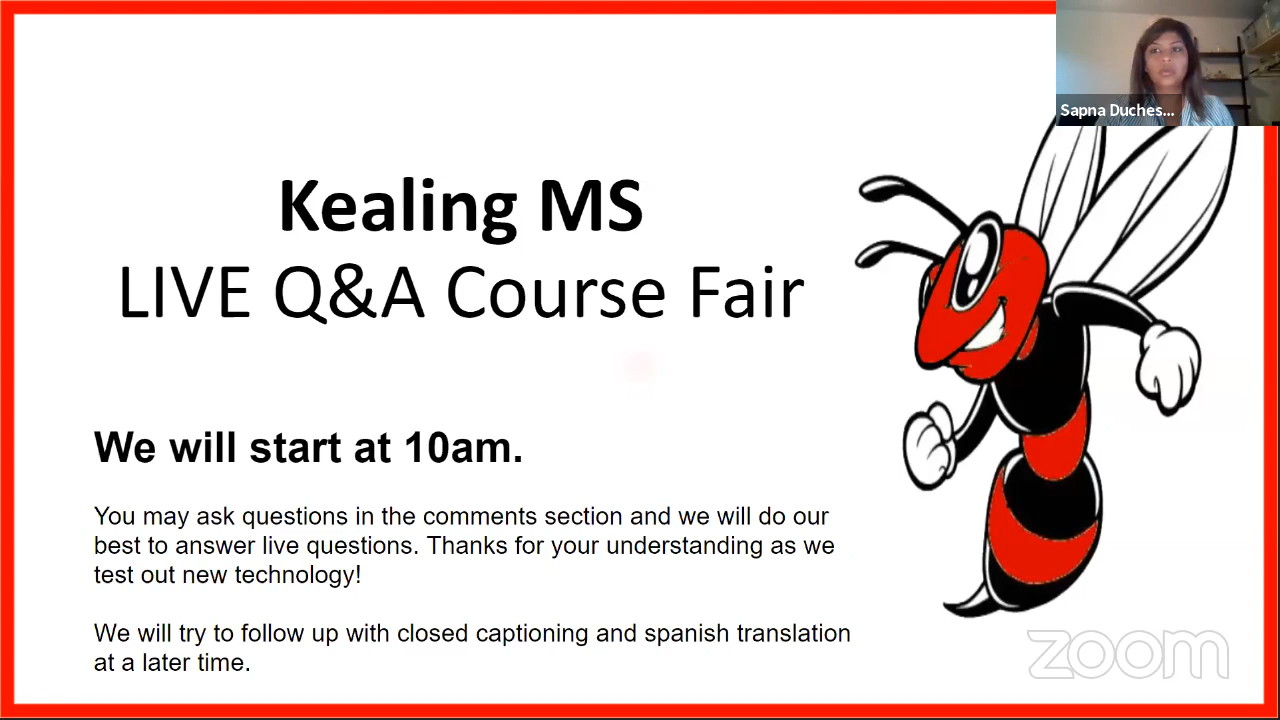 Sapna Duches...
Kealing MS
LIVE Q&A Course Fair
We will start at 10am.
You may ask questions in the comments section and we will do our
best to answer live questions. Thanks for your understanding as we
test out new technology!
We will try to follow up with closed captioning and spanish translation
at a later time.
zoom